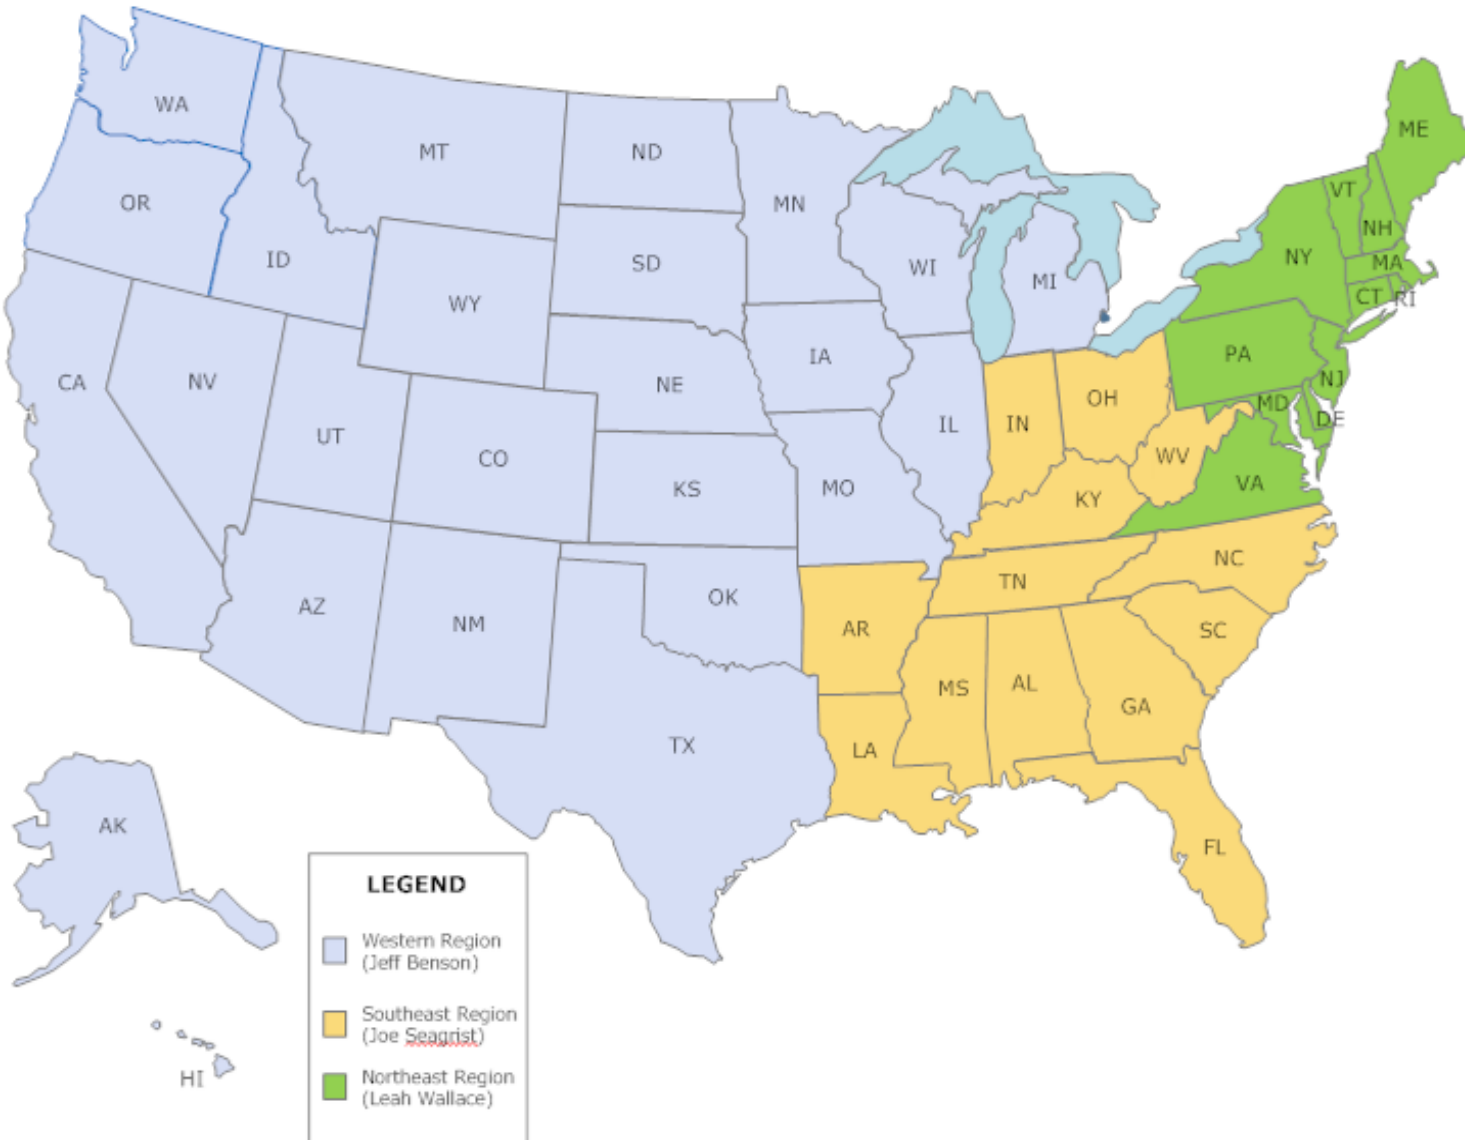 WA
ME
MT
ND
VT
OR
MN
NH
NY
ID
SD
WI
MA
MI
CT
RI
WY
IA
PA
CA
NV
NE
NJ
OH
MD
DE
IL
IN
UT
CO
WV
KS
MO
KY
VA
NC
TN
AZ
OK
NM
AR
SC
MS
AL
GA
TX
LA
AK
FL
LEGEND
Western Region
(Jeff Benson)
Southeast Region
(Joe Seagrist)
HI
Northeast Region
(Leah Wallace)